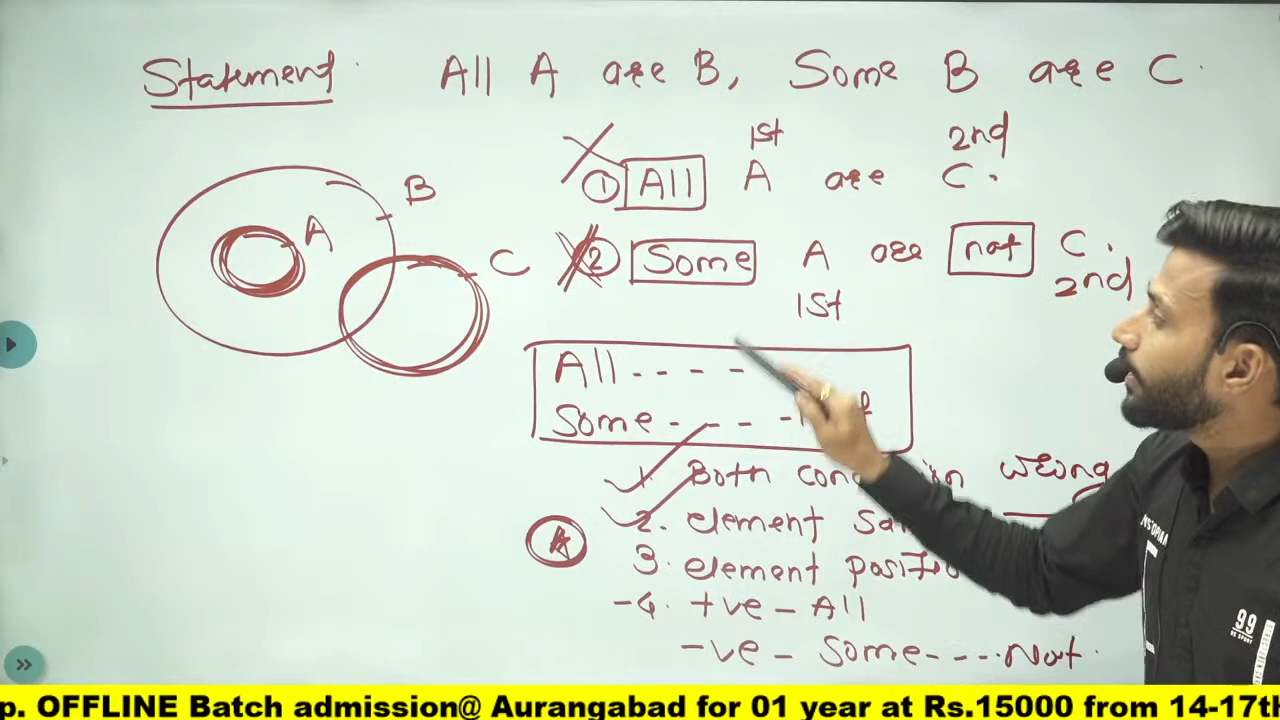 Statement All A are B, Some B are C.
1st 2nd
1 All A are C.
B
A
C
2 Some A are not C.
1st 2nd
All - - - -
Some - - - -
1. Both wrong
2. element
3. element
4. +ve - All
-ve - Some - - - - Not.
99
p. OFFLINE Batch admission@ Aurangabad for 01 year at Rs.15000 from 14-17th